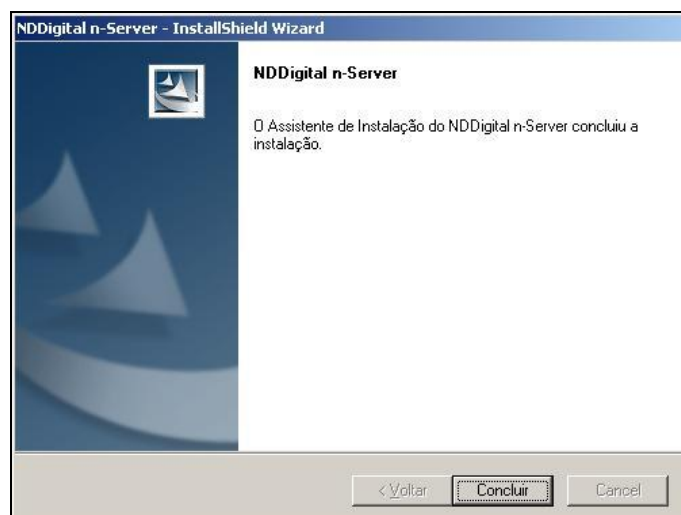 NDDigital n-Server - InstallShield Wizard
NDDigital n-Server
O Assistente de Instalação do NDDigital n-Server concluiu a
instalação.
< Voltar
Concluir
Cancel